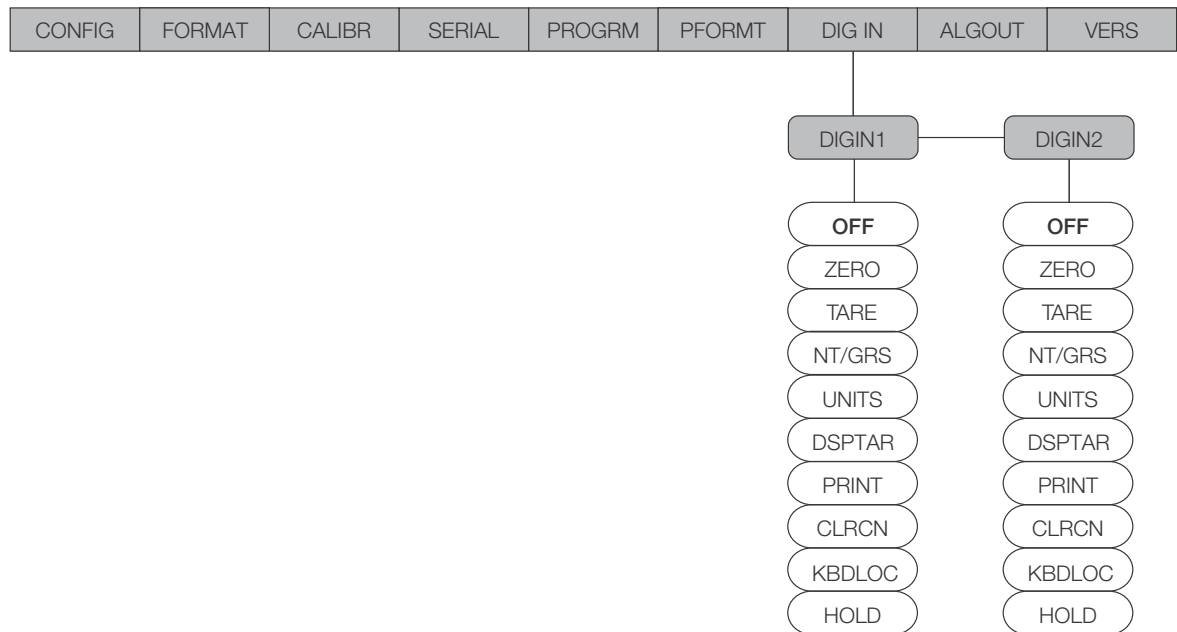 CONFIG FORMAT CALIBR SERIAL PROGRM PFORMT DIG IN ALGOUT VERS
DIGIN1 DIGIN2
OFF OFF
ZERO ZERO
TARE TARE
NT/GRS NT/GRS
UNITS UNITS
DSPTAR DSPTAR
PRINT PRINT
CLRCN CLRCN
KBDLOC KBDLOC
HOLD HOLD